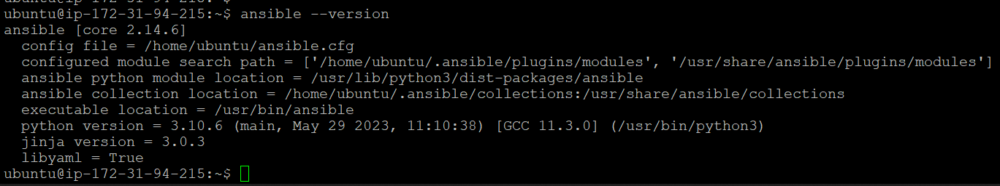 ubuntu@ip-172-31-94-215:~$ ansible --version
ansible [core 2.14.6]
  config file = /home/ubuntu/ansible.cfg
  configured module search path = ['/home/ubuntu/.ansible/plugins/modules', '/usr/share/ansible/plugins/modules']
  ansible python module location = /usr/lib/python3/dist-packages/ansible
  ansible collection location = /home/ubuntu/.ansible/collections:/usr/share/ansible/collections
  executable location = /usr/bin/ansible
  python version = 3.10.6 (main, May 29 2023, 11:10:38) [GCC 11.3.0] (/usr/bin/python3)
  jinja version = 3.0.3
  libyaml = True
ubuntu@ip-172-31-94-215:~$